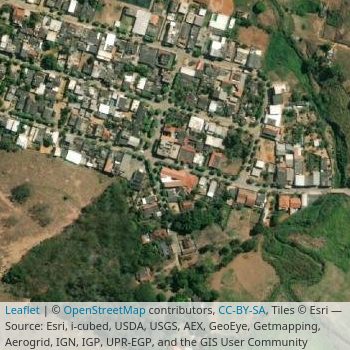 Leaflet | © OpenStreetMap contributors, CC-BY-SA, Tiles © Esri —
Source: Esri, i-cubed, USDA, USGS, AEX, GeoEye, Getmapping,
Aerogrid, IGN, IGP, UPR-EGP, and the GIS User Community